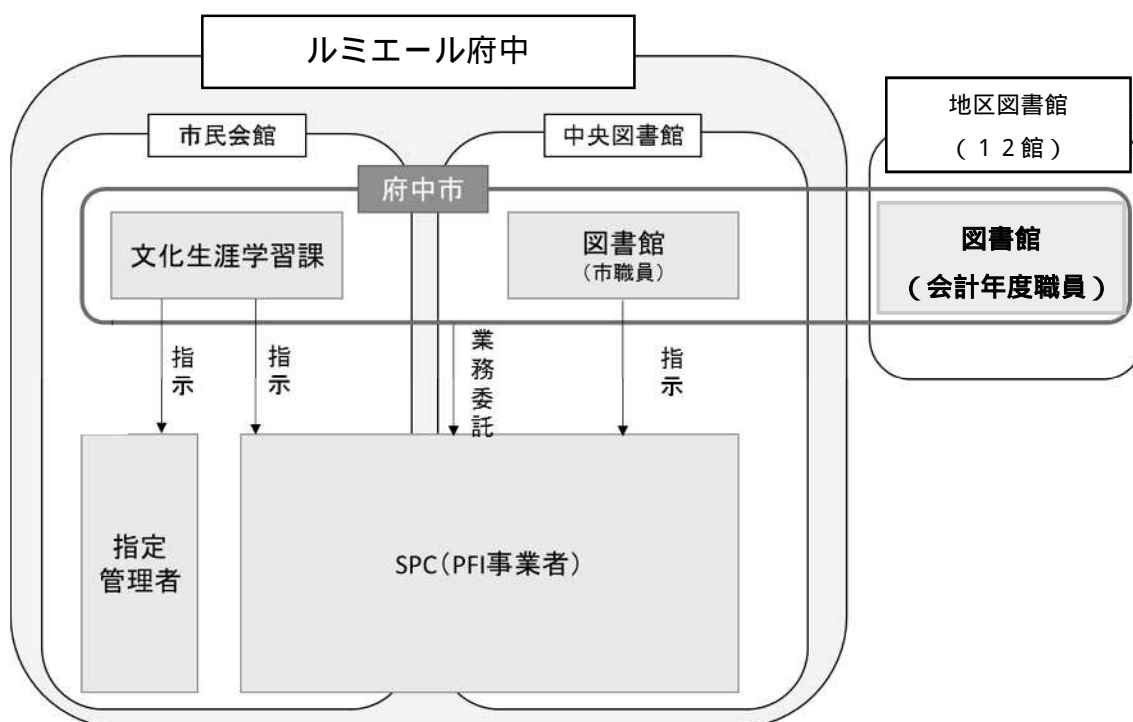 ルミエール府中
地区図書館
（１２館）
市民会館
中央図書館
府中市
文化生涯学習課
図書館
（市職員）
図書館
（会計年度職員）
指示
指示
業務委託
指示
指定
管理者
SPC（PFI事業者）